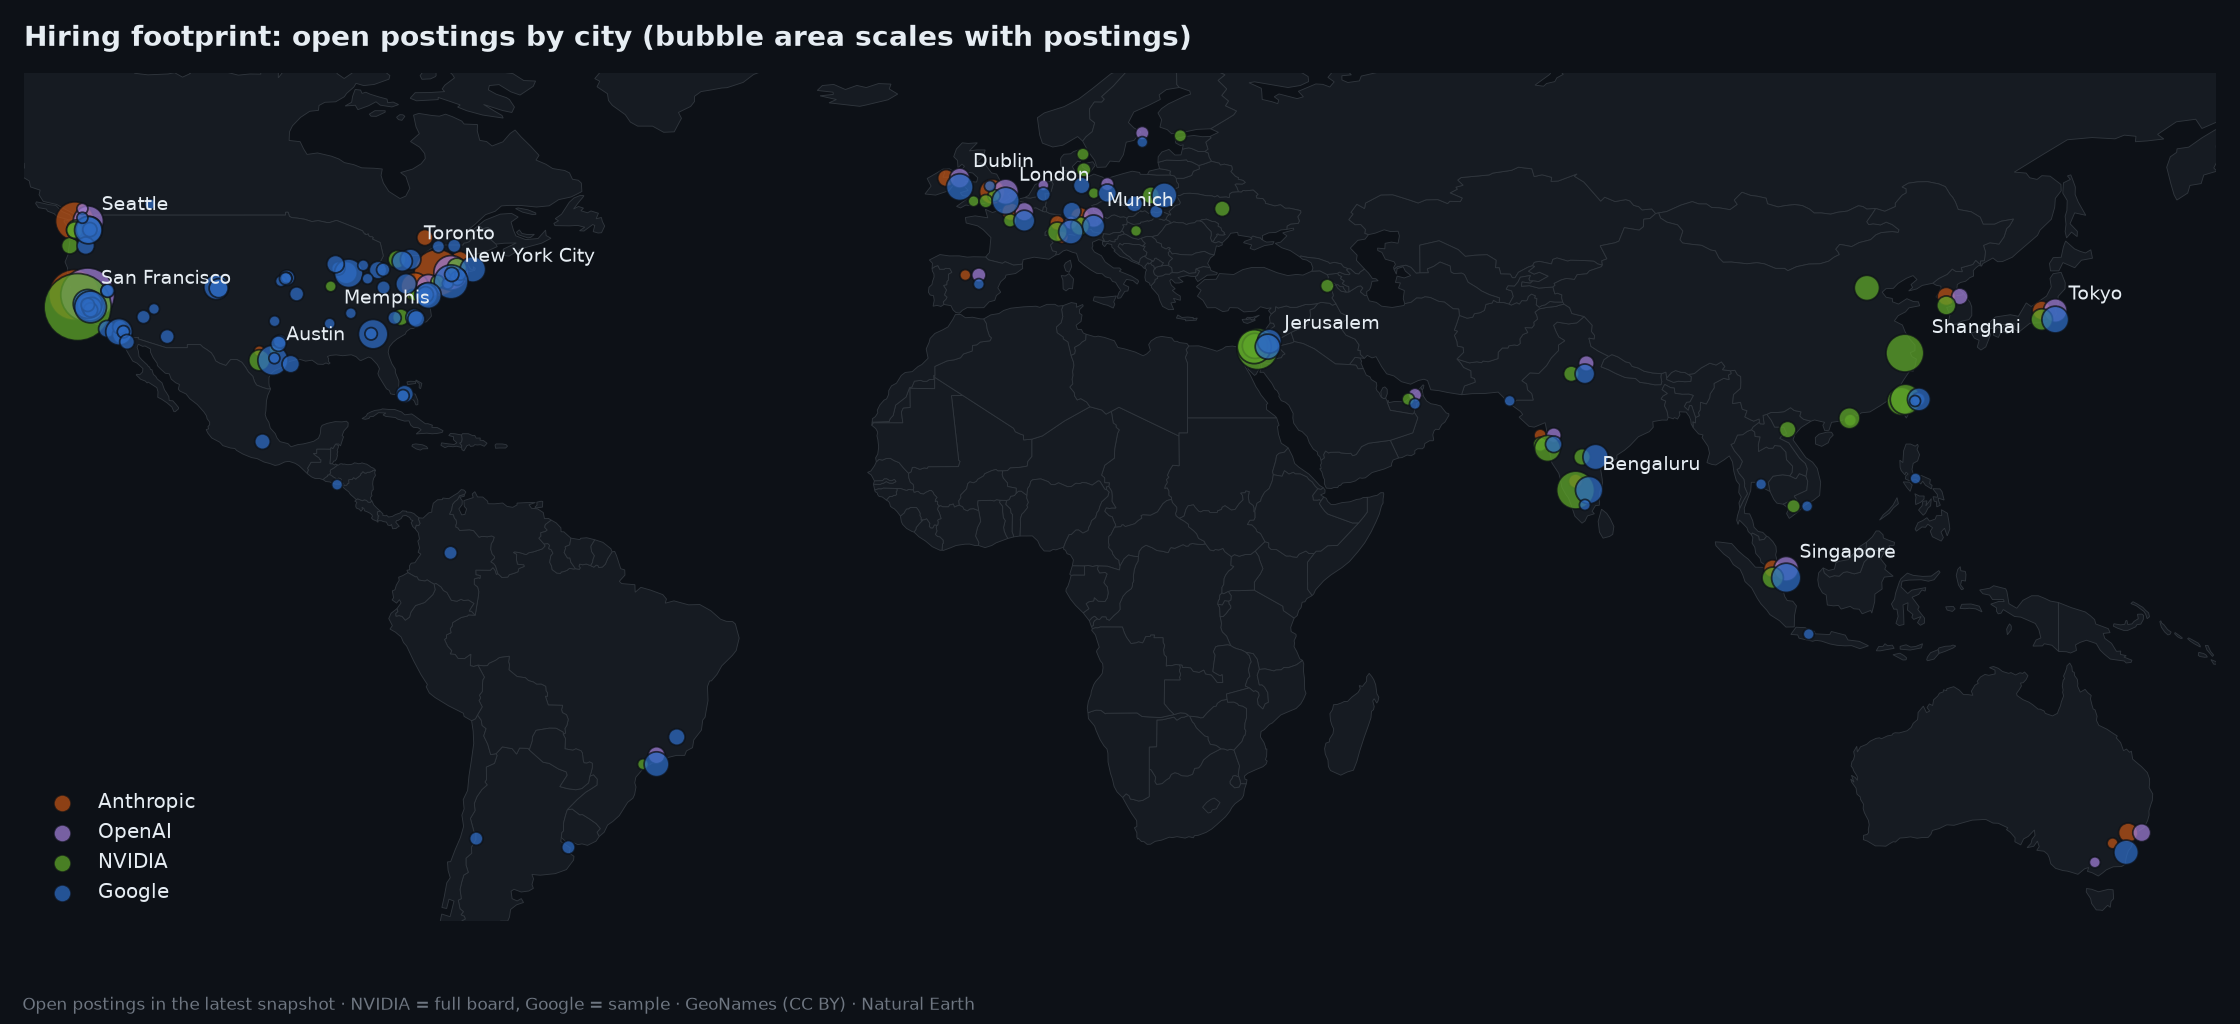 Hiring footprint: open postings by city (bubble area scales with postings)
Dublin
London
Munich
Seattle
Toronto
New York City
San Francisco
Memphis
Austin
Jerusalem
Tokyo
Shanghai
Bengaluru
Singapore
Anthropic
OpenAI
NVIDIA
Google
Open postings in the latest snapshot · NVIDIA = full board, Google = sample · GeoNames (CC BY) · Natural Earth